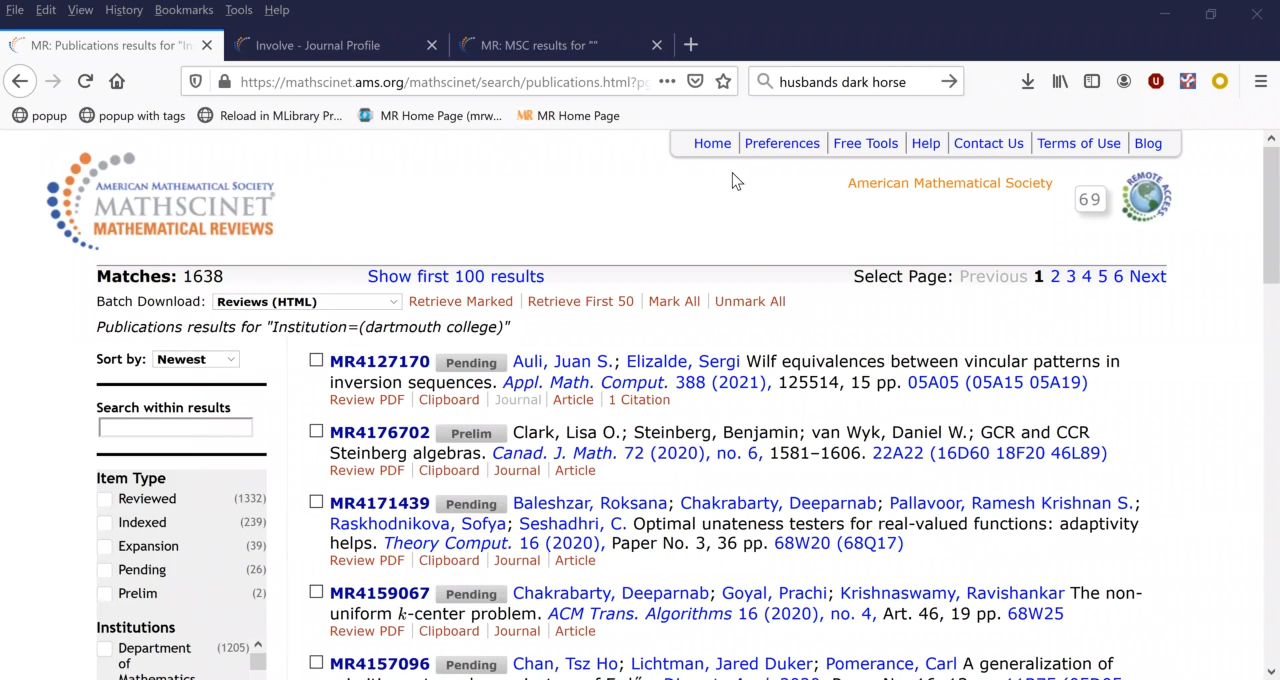 File Edit View History Bookmarks Tools Help
MR: Publications results for "In
Involve - Journal Profile
MR: MSC results for ""
https://mathscinet.ams.org/mathscinet/search/publications.html?pg
husbands dark horse
popup popup with tags Reload in MLibrary Pr... MR Home Page (mrw... MR MR Home Page
Home Preferences Free Tools Help Contact Us Terms of Use Blog
AMERICAN MATHEMATICAL SOCIETY
MATHSCINET
MATHEMATICAL REVIEWS
American Mathematical Society
69
REMOTE ACCESS
Matches: 1638 Show first 100 results Select Page: Previous 1 2 3 4 5 6 Next
Batch Download: Reviews (HTML) Retrieve Marked Retrieve First 50 Mark All Unmark All
Publications results for "Institution=(dartmouth college)"
Sort by: Newest
Search within results
Item Type
Reviewed (1332)
Indexed (239)
Expansion (39)
Pending (26)
Prelim (2)
Institutions
Department (1205)
of
Mathematics
MR4127170 Pending Auli, Juan S.; Elizalde, Sergi Wilf equivalences between vincular patterns in
inversion sequences. Appl. Math. Comput. 388 (2021), 125514, 15 pp. 05A05 (05A15 05A19)
Review PDF Clipboard Journal Article 1 Citation
MR4176702 Prelim Clark, Lisa O.; Steinberg, Benjamin; van Wyk, Daniel W.; GCR and CCR
Steinberg algebras. Canad. J. Math. 72 (2020), no. 6, 1581–1606. 22A22 (16D60 18F20 46L89)
Review PDF Clipboard Journal Article
MR4171439 Pending Baleshzar, Roksana; Chakrabarty, Deeparnab; Pallavoor, Ramesh Krishnan S.;
Raskhodnikova, Sofya; Seshadhri, C. Optimal unateness testers for real-valued functions: adaptivity
helps. Theory Comput. 16 (2020), Paper No. 3, 36 pp. 68W20 (68Q17)
Review PDF Clipboard Journal Article
MR4159067 Pending Chakrabarty, Deeparnab; Goyal, Prachi; Krishnaswamy, Ravishankar The non-
uniform k-center problem. ACM Trans. Algorithms 16 (2020), no. 4, Art. 46, 19 pp. 68W25
Review PDF Clipboard Journal Article
MR4157096 Pending Chan, Tsz Ho; Lichtman, Jared Duker; Pomerance, Carl A generalization of